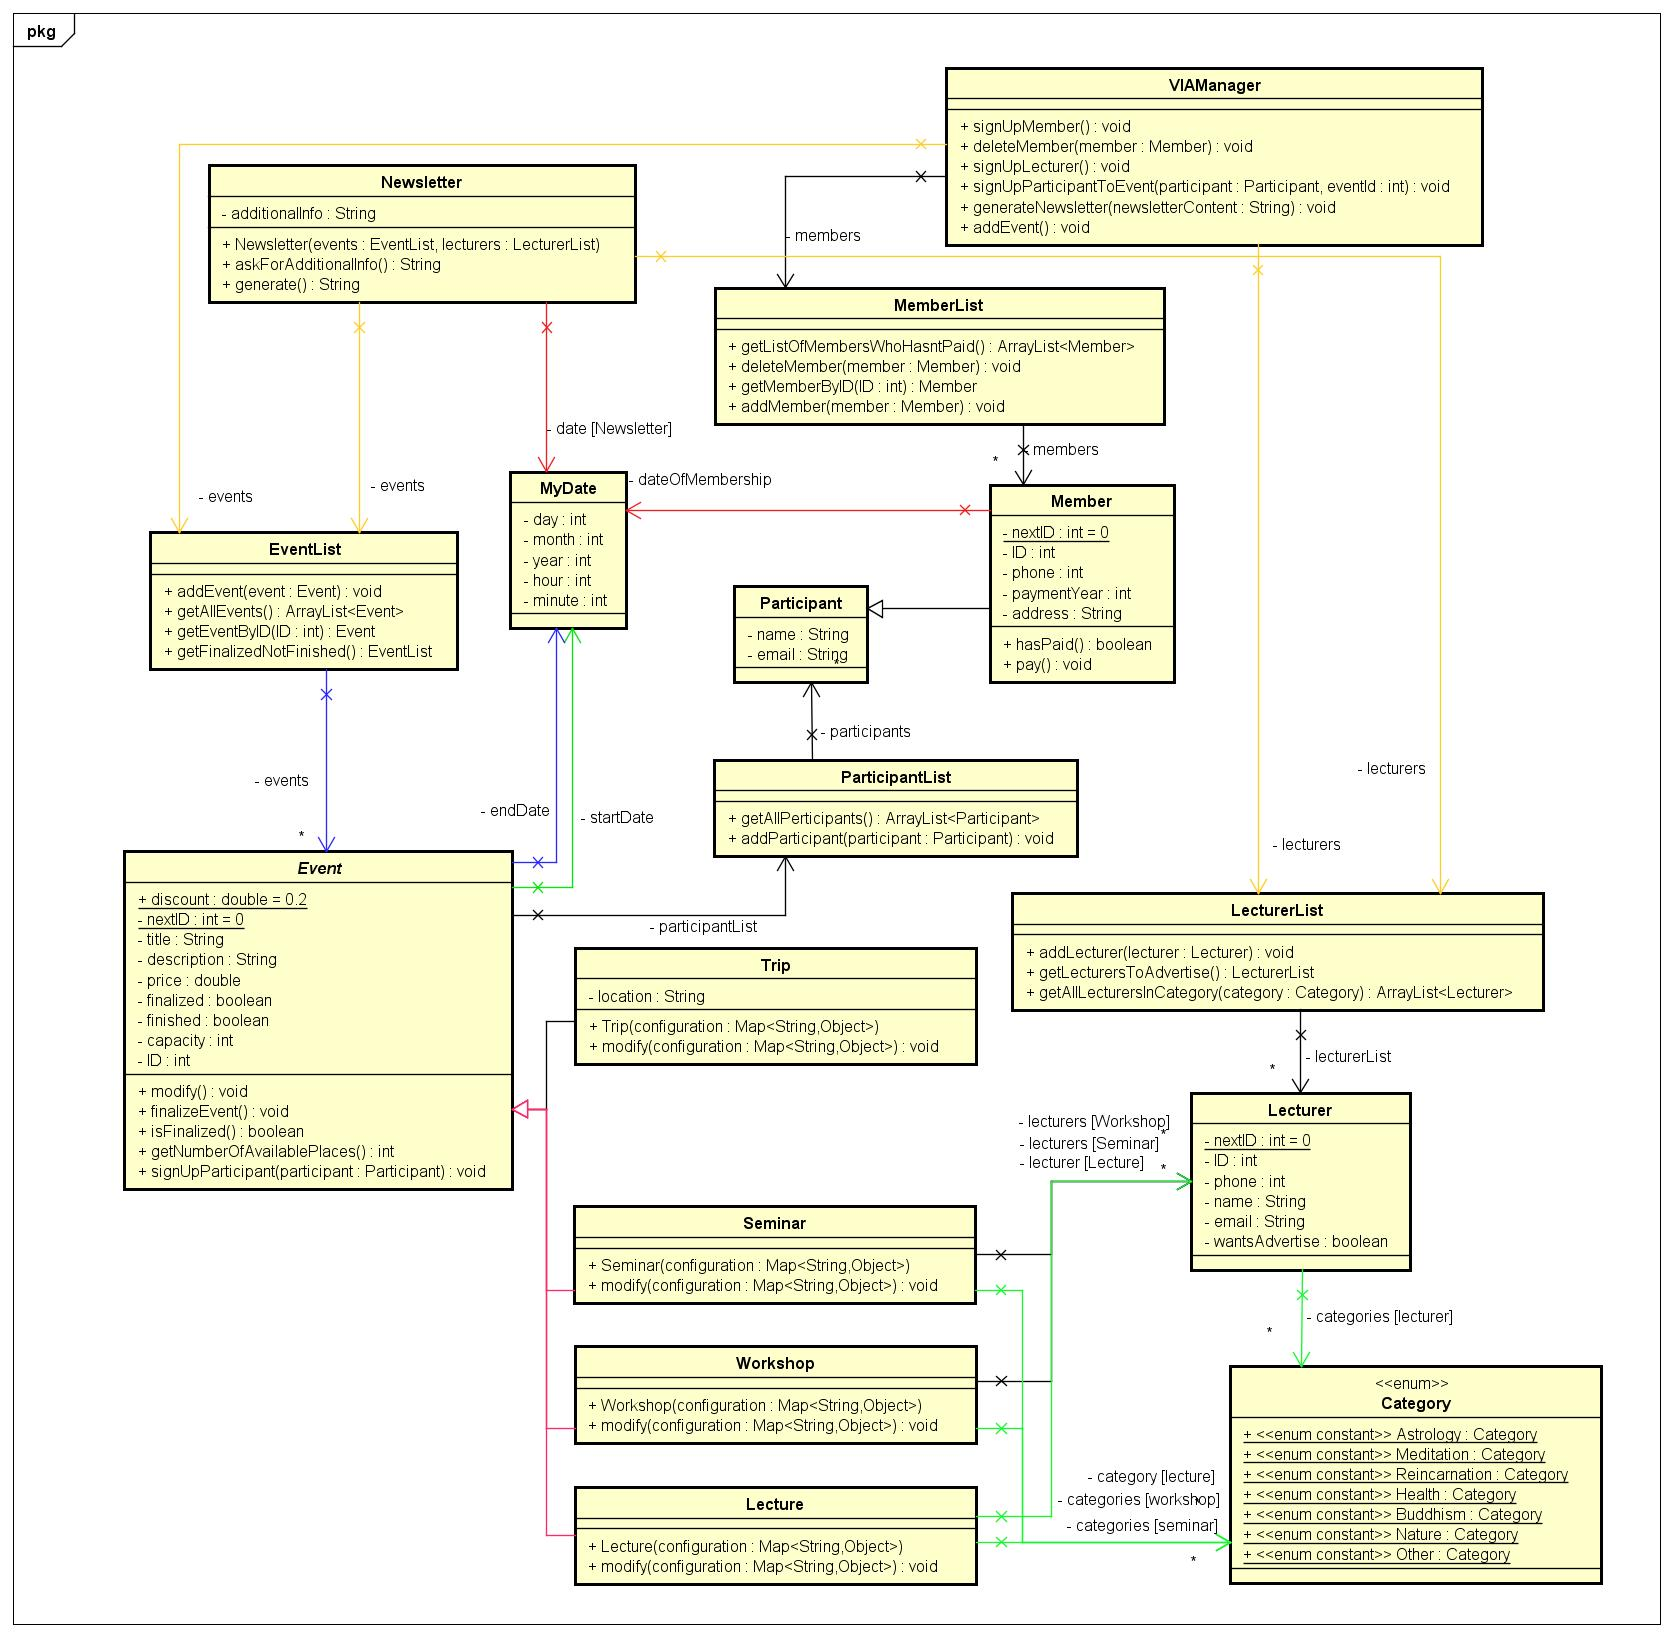 pkg
VIAManager
+ signUpMember() : void
+ deleteMember(member : Member) : void
+ signUpLecturer() : void
+ signUpParticipantToEvent(participant : Participant, eventId : int) : void
+ generateNewsletter(newsletterContent : String) : void
+ addEvent() : void
Newsletter
- additionalInfo : String
+ Newsletter(events : EventList, lecturers : LecturerList)
+ askForAdditionalInfo() : String
+ generate() : String
- members
MemberList
+ getListOfMembersWhoHasntPaid() : ArrayList<Member>
+ deleteMember(member : Member) : void
+ getMemberByID(ID : int) : Member
+ addMember(member : Member) : void
- date [Newsletter]
* members
- events
- events
MyDate
- day : int
- month : int
- year : int
- hour : int
- minute : int
- dateOfMembership
Member
- nextID : int = 0
- ID : int
- phone : int
- paymentYear : int
- address : String
+ hasPaid() : boolean
+ pay() : void
EventList
+ addEvent(event : Event) : void
+ getAllEvents() : ArrayList<Event>
+ getEventByID(ID : int) : Event
+ getFinalizedNotFinished() : EventList
Participant
- name : String
- email : String
*
- participants
- events
*
- endDate
- startDate
ParticipantList
+ getAllPerticipants() : ArrayList<Participant>
+ addParticipant(participant : Participant) : void
- lecturers
- lecturers
Event
+ discount : double = 0.2
- nextID : int = 0
- title : String
- description : String
- price : double
- finalized : boolean
- finished : boolean
- capacity : int
- ID : int
+ modify() : void
+ finalizeEvent() : void
+ isFinalized() : boolean
+ getNumberOfAvailablePlaces() : int
+ signUpParticipant(participant : Participant) : void
- participantList
LecturerList
+ addLecturer(lecturer : Lecturer) : void
+ getLecturersToAdvertise() : LecturerList
+ getAllLecturersInCategory(category : Category) : ArrayList<Lecturer>
Trip
- location : String
+ Trip(configuration : Map<String,Object>)
+ modify(configuration : Map<String,Object>) : void
- lecturerList
*
- lecturers [Workshop]
*
- lecturers [Seminar]
- lecturer [Lecture]
*
Lecturer
- nextID : int = 0
- ID : int
- phone : int
- name : String
- email : String
- wantsAdvertise : boolean
Seminar
+ Seminar(configuration : Map<String,Object>)
+ modify(configuration : Map<String,Object>) : void
- categories [lecturer]
*
Workshop
+ Workshop(configuration : Map<String,Object>)
+ modify(configuration : Map<String,Object>) : void
<<enum>>
Category
+ <<enum constant>> Astrology : Category
+ <<enum constant>> Meditation : Category
+ <<enum constant>> Reincarnation : Category
+ <<enum constant>> Health : Category
+ <<enum constant>> Buddhism : Category
+ <<enum constant>> Nature : Category
+ <<enum constant>> Other : Category
- category [lecture]
- categories [workshop]
*
- categories [seminar]
*
Lecture
+ Lecture(configuration : Map<String,Object>)
+ modify(configuration : Map<String,Object>) : void